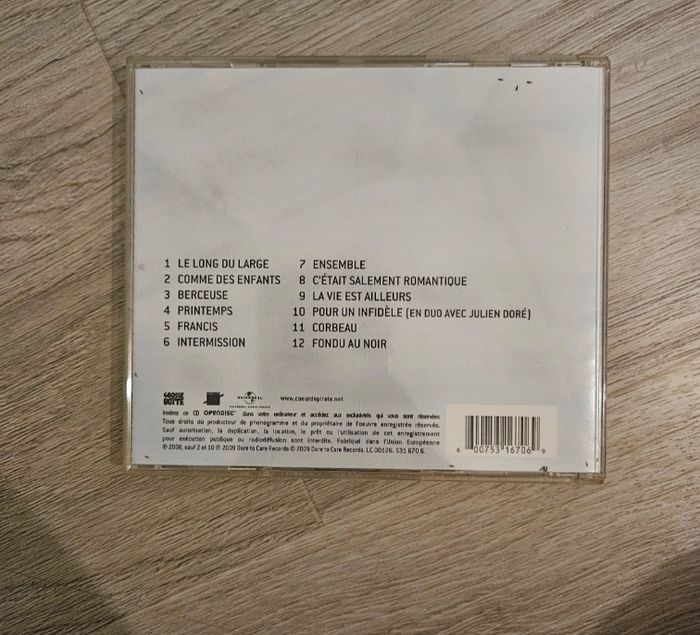 1 LE LONG DU LARGE
2 COMME DES ENFANTS
3 BERCEUSE
4 PRINTEMPS
5 FRANCIS
6 INTERMISSION
7 ENSEMBLE
8 C'ÉTAIT SALEMENT ROMANTIQUE
9 LA VIE EST AILLEURS
10 POUR UN INFIDÈLE (EN DUO AVEC JULIEN DORÉ)
11 CORBEAU
12 FONDU AU NOIR
GROSSE BOÎTE
UNIVERSAL
www.coeurdepirate.net
Insérez ce CD OPENDISC dans votre ordinateur et accédez aux exclusivités qui vous sont réservées
Tous droits du producteur de phonogramme et du propriétaire de l'oeuvre enregistrée réservés.
Sauf autorisation, la duplication, la location, le prêt ou l'utilisation de cet enregistrement
pour exécution publique ou radiodiffusion sont interdits. Fabriqué dans l'Union Européenne
℗ 2008, sauf 2 et 10 ℗ 2009 Dare to Care Records © 2009 Dare to Care Records. LC 00126. 531 670 6.
6 00753 16706 9